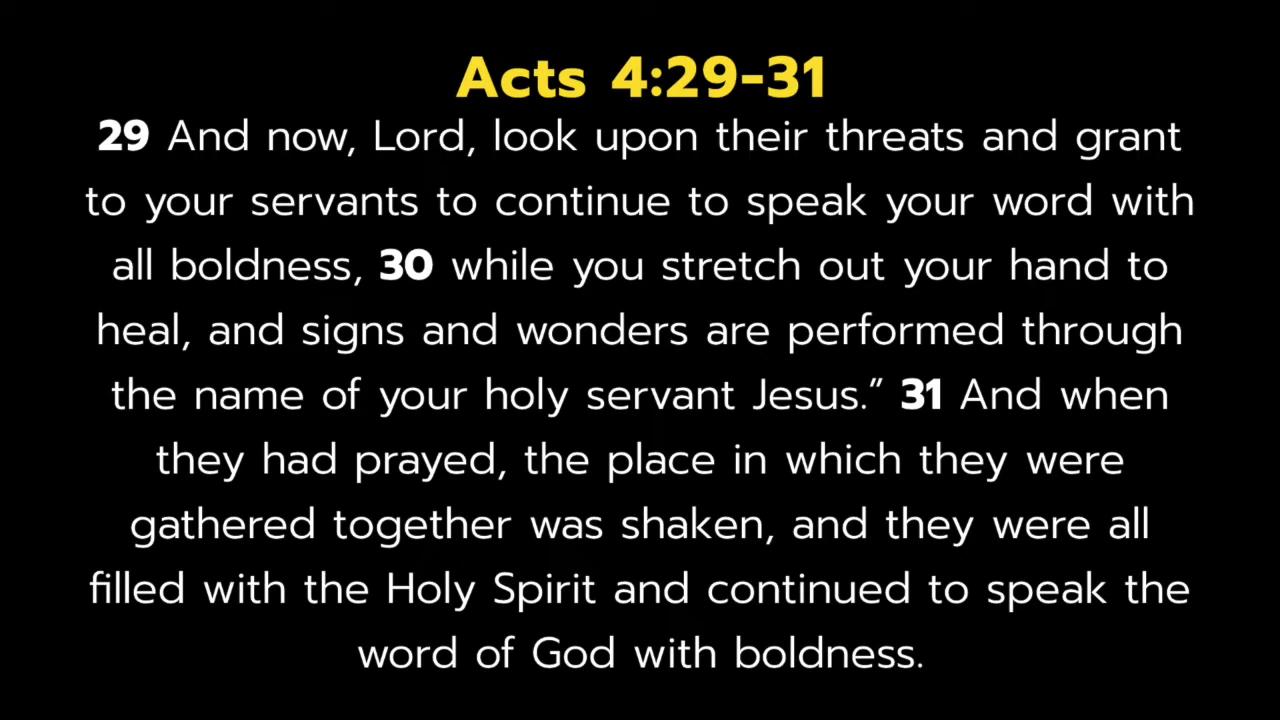 Acts 4:29-31
29 And now, Lord, look upon their threats and grant
to your servants to continue to speak your word with
all boldness, 30 while you stretch out your hand to
heal, and signs and wonders are performed through
the name of your holy servant Jesus.” 31 And when
they had prayed, the place in which they were
gathered together was shaken, and they were all
filled with the Holy Spirit and continued to speak the
word of God with boldness.